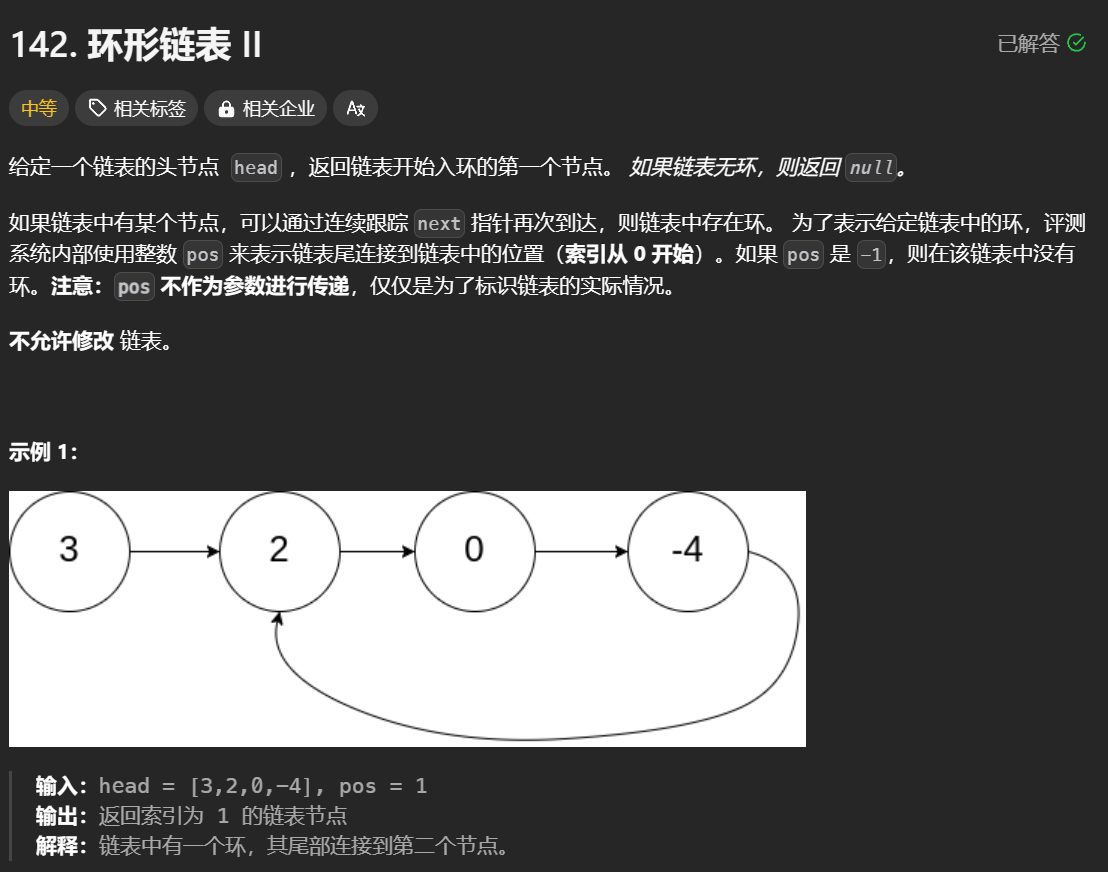 142. 环形链表 II
已解答
中等 相关标签 相关企业 Aあ
给定一个链表的头节点 head ，返回链表开始入环的第一个节点。 如果链表无环，则返回 null。
如果链表中有某个节点，可以通过连续跟踪 next 指针再次到达，则链表中存在环。 为了表示给定链表中的环，评测
系统内部使用整数 pos 来表示链表尾连接到链表中的位置（索引从 0 开始）。如果 pos 是 -1，则在该链表中没有
环。注意：pos 不作为参数进行传递，仅仅是为了标识链表的实际情况。
不允许修改 链表。
示例 1：
3 2 0 -4
输入：head = [3,2,0,-4], pos = 1
输出：返回索引为 1 的链表节点
解释：链表中有一个环，其尾部连接到第二个节点。